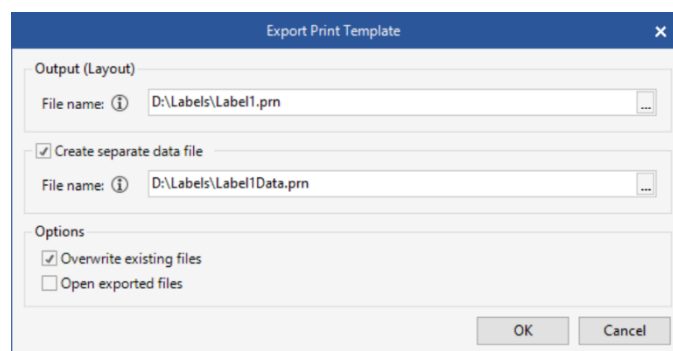 Export Print Template
Output (Layout)
File name: D:\Labels\Label1.prn ...
Create separate data file
File name: D:\Labels\Label1Data.prn ...
Options
Overwrite existing files
Open exported files
OK Cancel